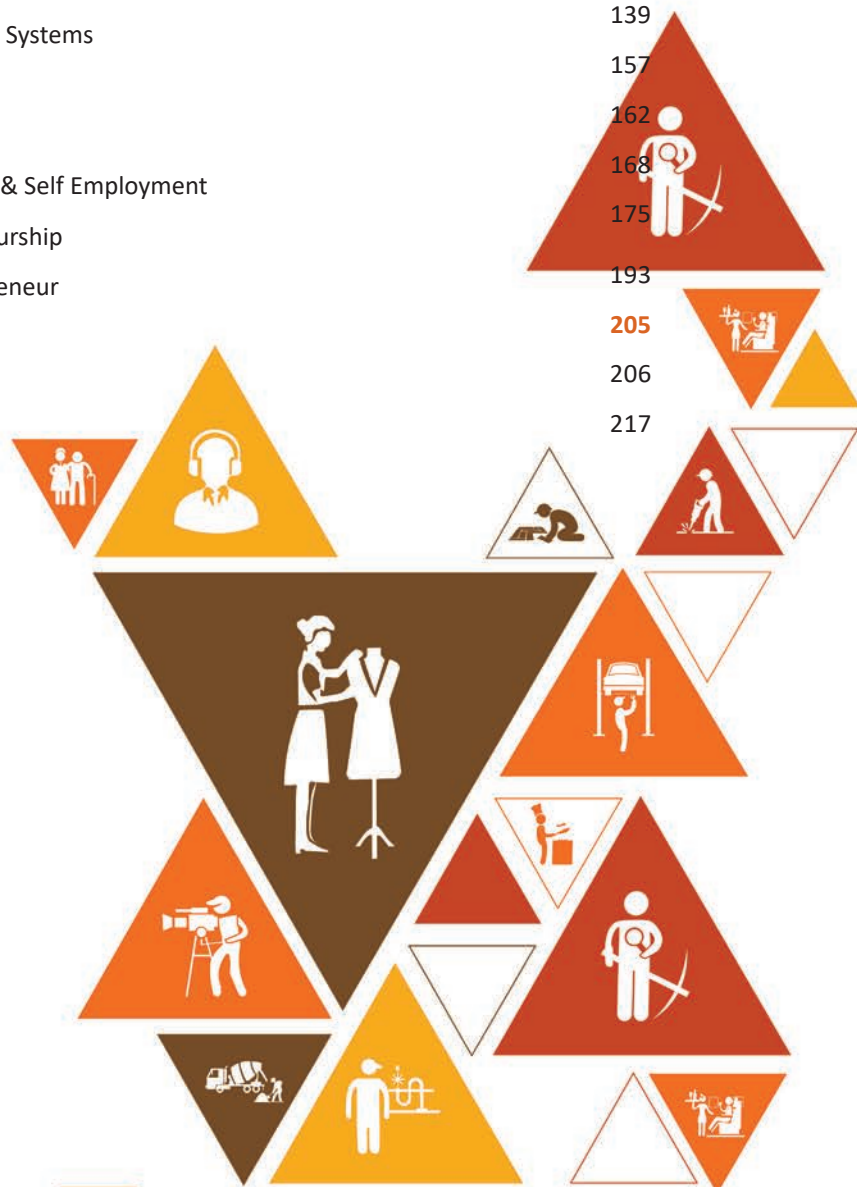 139
Systems
157
162
168
& Self Employment
175
urship
193
eneur
205
206
217